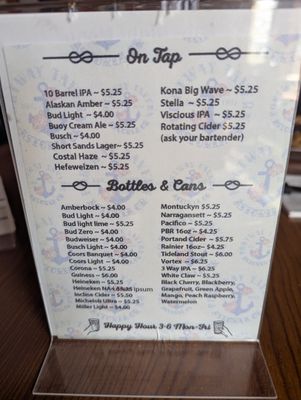 On Tap
10 Barrel IPA ~ $5.25
Alaskan Amber ~ $5.25
Bud Light ~ $4.00
Buoy Cream Ale ~ $5.25
Busch ~ $4.00
Short Sands Lager~ $5.25
Costal Haze ~ $5.25
Hefeweizen ~ $5.25
Kona Big Wave ~ $5.25
Stella ~ $5.25
Viscious IPA ~ $5.25
Rotating Cider $5.25
(ask your bartender)
Bottles & Cans
Amberbock ~ $4.00
Bud Light ~ $4.00
Bud light lime ~ $5.25
Bud Zero ~ $4.00
Budweiser ~ $4.00
Busch Light ~ $4.00
Coors Banquet ~ $4.00
Coors Light ~ $4.00
Corona ~ $5.25
Guiness ~ $6.00
Heineken ~ $5.25
Heineken NA ipsum
Incline Cider ~ $5.50
Michelob Ultra ~ $5.25
Miller Light ~ $4.00
Montuckyn $5.25
Narragansett ~ $5.25
Pacifico ~ $5.25
PBR 16oz ~ $4.25
Portand Cider ~ $5.75
Rainier 16oz~ $4.25
Tideland Stout ~ $6.00
Vortex ~ $6.25
3 Way IPA ~ $6.25
White Claw ~ $5.25
Black Cherry, Blackberry,
Grapefruit, Green Apple,
Mango, Peach Raspberry,
Watermelon
Happy Hour 3-6 Mon-Fri